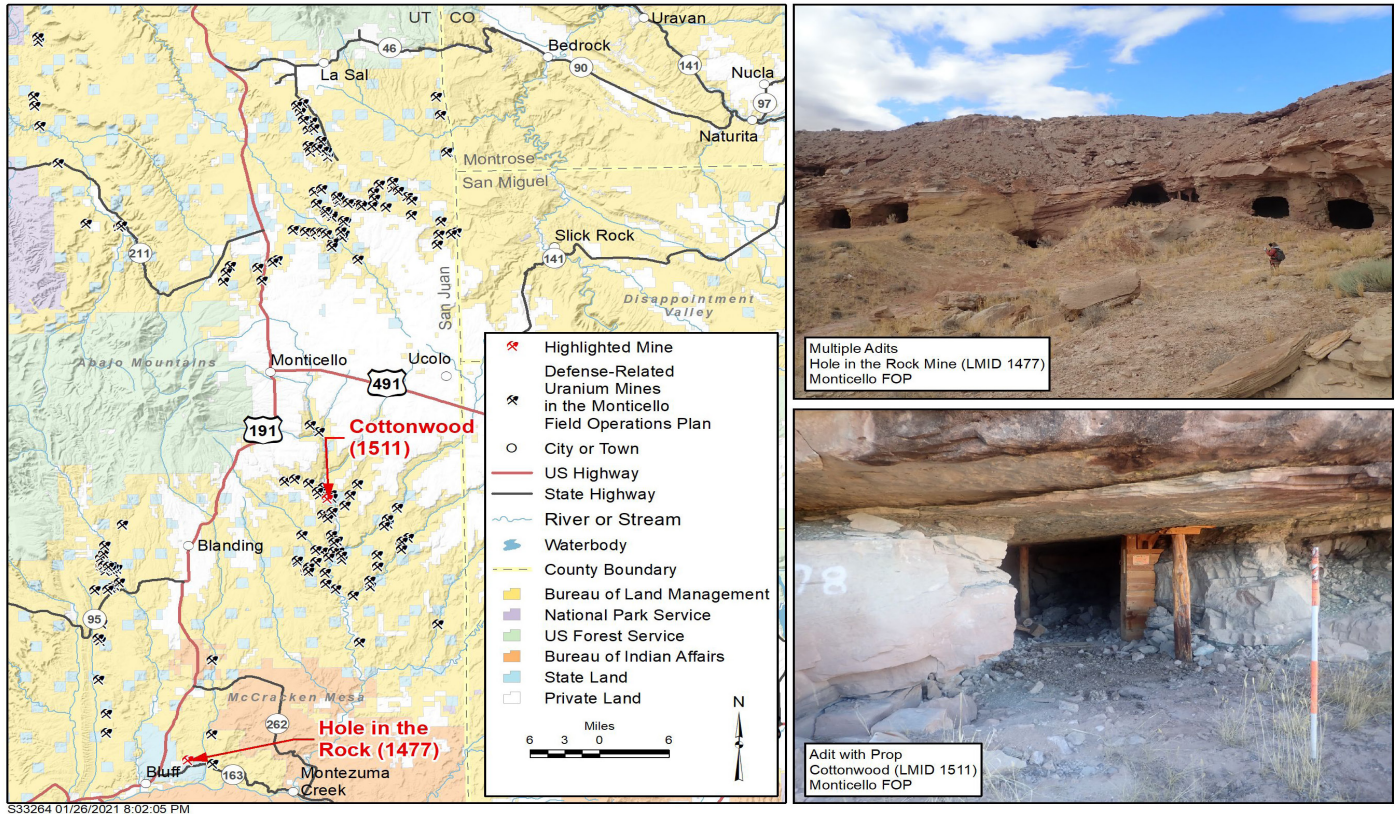 UT CO
Uravan
46
Bedrock
La Sal
90
141
Nucla
97
Naturita
Montrose
San Miguel
211
Slick Rock
141
San Juan
Disappointment
Valley
Abajo Mountains
Monticello
Ucolo
491
191
Cottonwood
(1511)
Blanding
95
McCracken Mesa
262
Hole in the
Rock (1477)
Bluff
163
Montezuma
Creek
Highlighted Mine
Defense-Related
Uranium Mines
in the Monticello
Field Operations Plan
City or Town
US Highway
State Highway
River or Stream
Waterbody
County Boundary
Bureau of Land Management
National Park Service
US Forest Service
Bureau of Indian Affairs
State Land
Private Land
Miles
6 3 0 6
N
S33264 01/26/2021 8:02:05 PM
Multiple Adits
Hole in the Rock Mine (LMID 1477)
Monticello FOP
78
Adit with Prop
Cottonwood (LMID 1511)
Monticello FOP